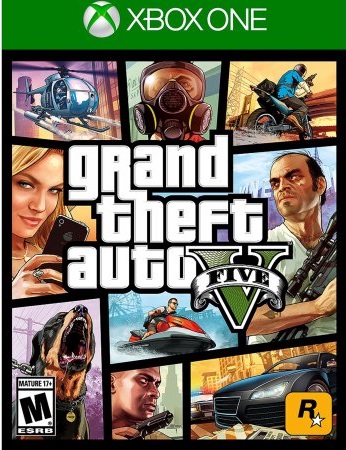 XBOX ONE
grand
theft
auto
V
FIVE
MATURE 17+
M
ESRB
R